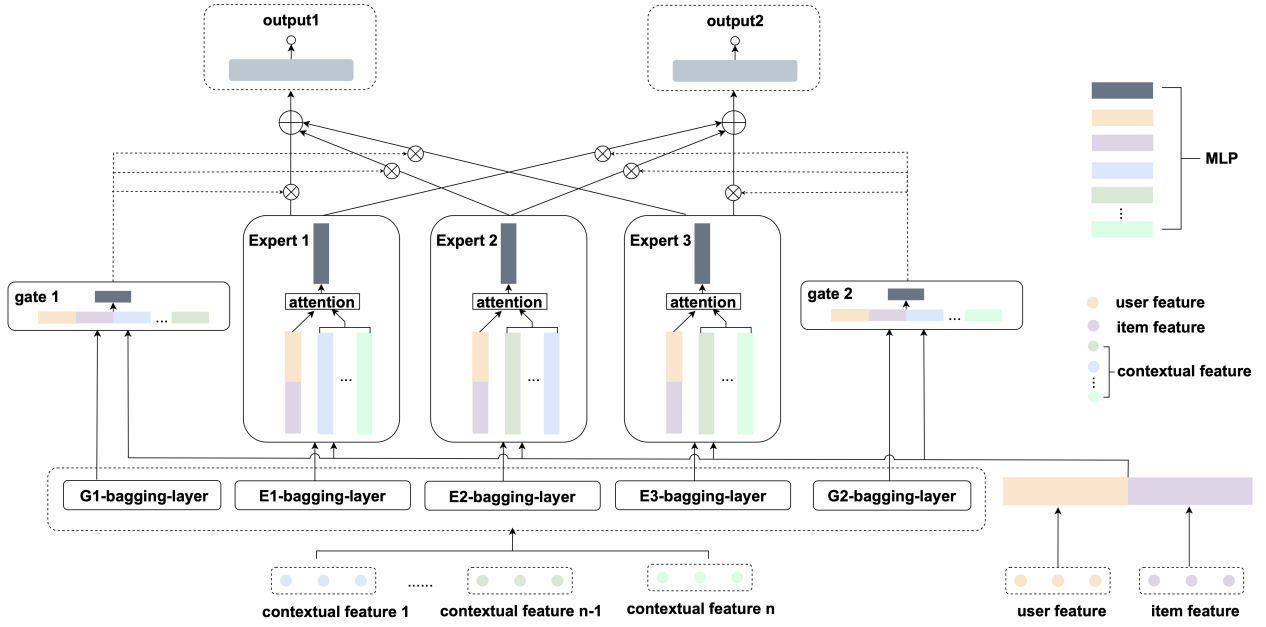 output1
output2
MLP
Expert 1
Expert 2
Expert 3
gate 1
...
attention
attention
attention
gate 2
...
user feature
item feature
contextual feature
...
...
...
G1-bagging-layer
E1-bagging-layer
E2-bagging-layer
E3-bagging-layer
G2-bagging-layer
......
contextual feature 1
contextual feature n-1
contextual feature n
user feature
item feature